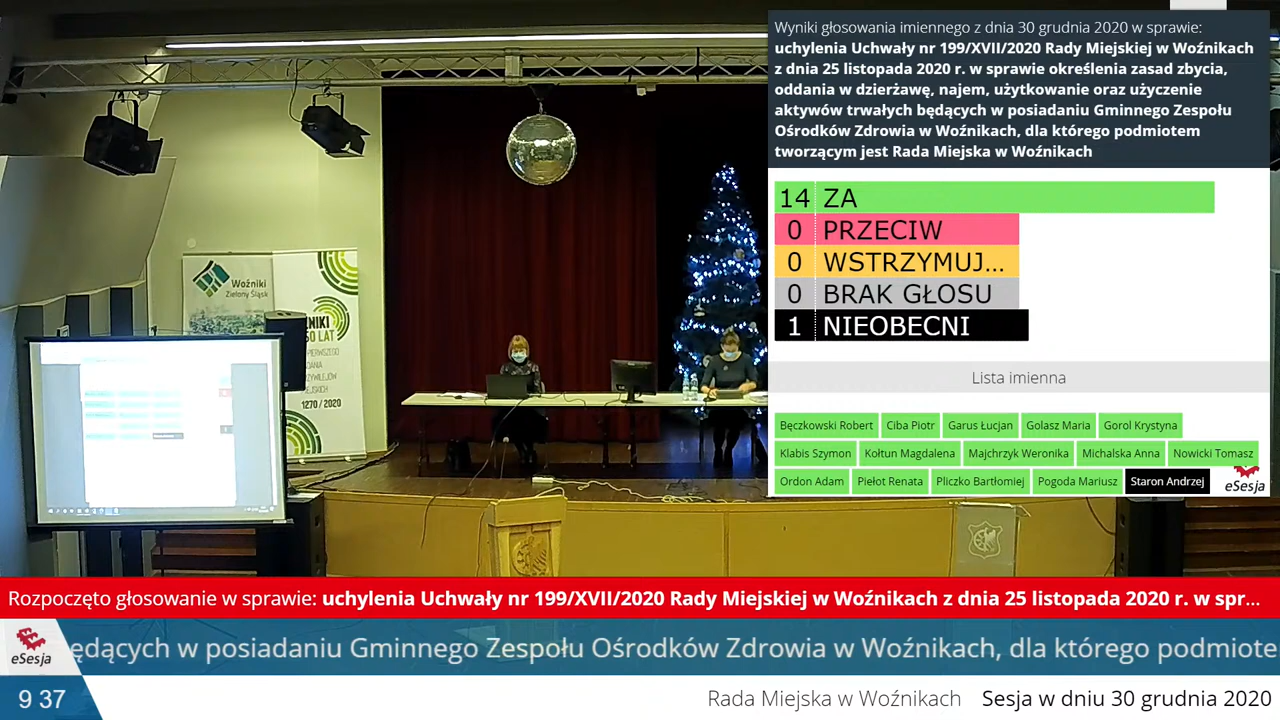 Wyniki głosowania imiennego z dnia 30 grudnia 2020 w sprawie:
uchylenia Uchwały nr 199/XVII/2020 Rady Miejskiej w Woźnikach
z dnia 25 listopada 2020 r. w sprawie określenia zasad zbycia,
oddania w dzierżawę, najem, użytkowanie oraz użyczenie
aktywów trwałych będących w posiadaniu Gminnego Zespołu
Ośrodków Zdrowia w Woźnikach, dla którego podmiotem
tworzącym jest Rada Miejska w Woźnikach
14 ZA
0 PRZECIW
0 WSTRZYMUJ...
0 BRAK GŁOSU
1 NIEOBECNI
Lista imienna
Bęczkowski Robert Ciba Piotr Garus Łucjan Golasz Maria Gorol Krystyna
Klabis Szymon Kołtun Magdalena Majchrzyk Weronika Michalska Anna Nowicki Tomasz
Ordon Adam Piełot Renata Pliczko Bartłomiej Pogoda Mariusz Staron Andrzej
eSesja
Woźniki
Zielony Śląsk
1270 / 2020
Rozpoczęto głosowanie w sprawie: uchylenia Uchwały nr 199/XVII/2020 Rady Miejskiej w Woźnikach z dnia 25 listopada 2020 r. w spr...
eSesja
ędących w posiadaniu Gminnego Zespołu Ośrodków Zdrowia w Woźnikach, dla którego podmiote
9 37
Rada Miejska w Woźnikach Sesja w dniu 30 grudnia 2020